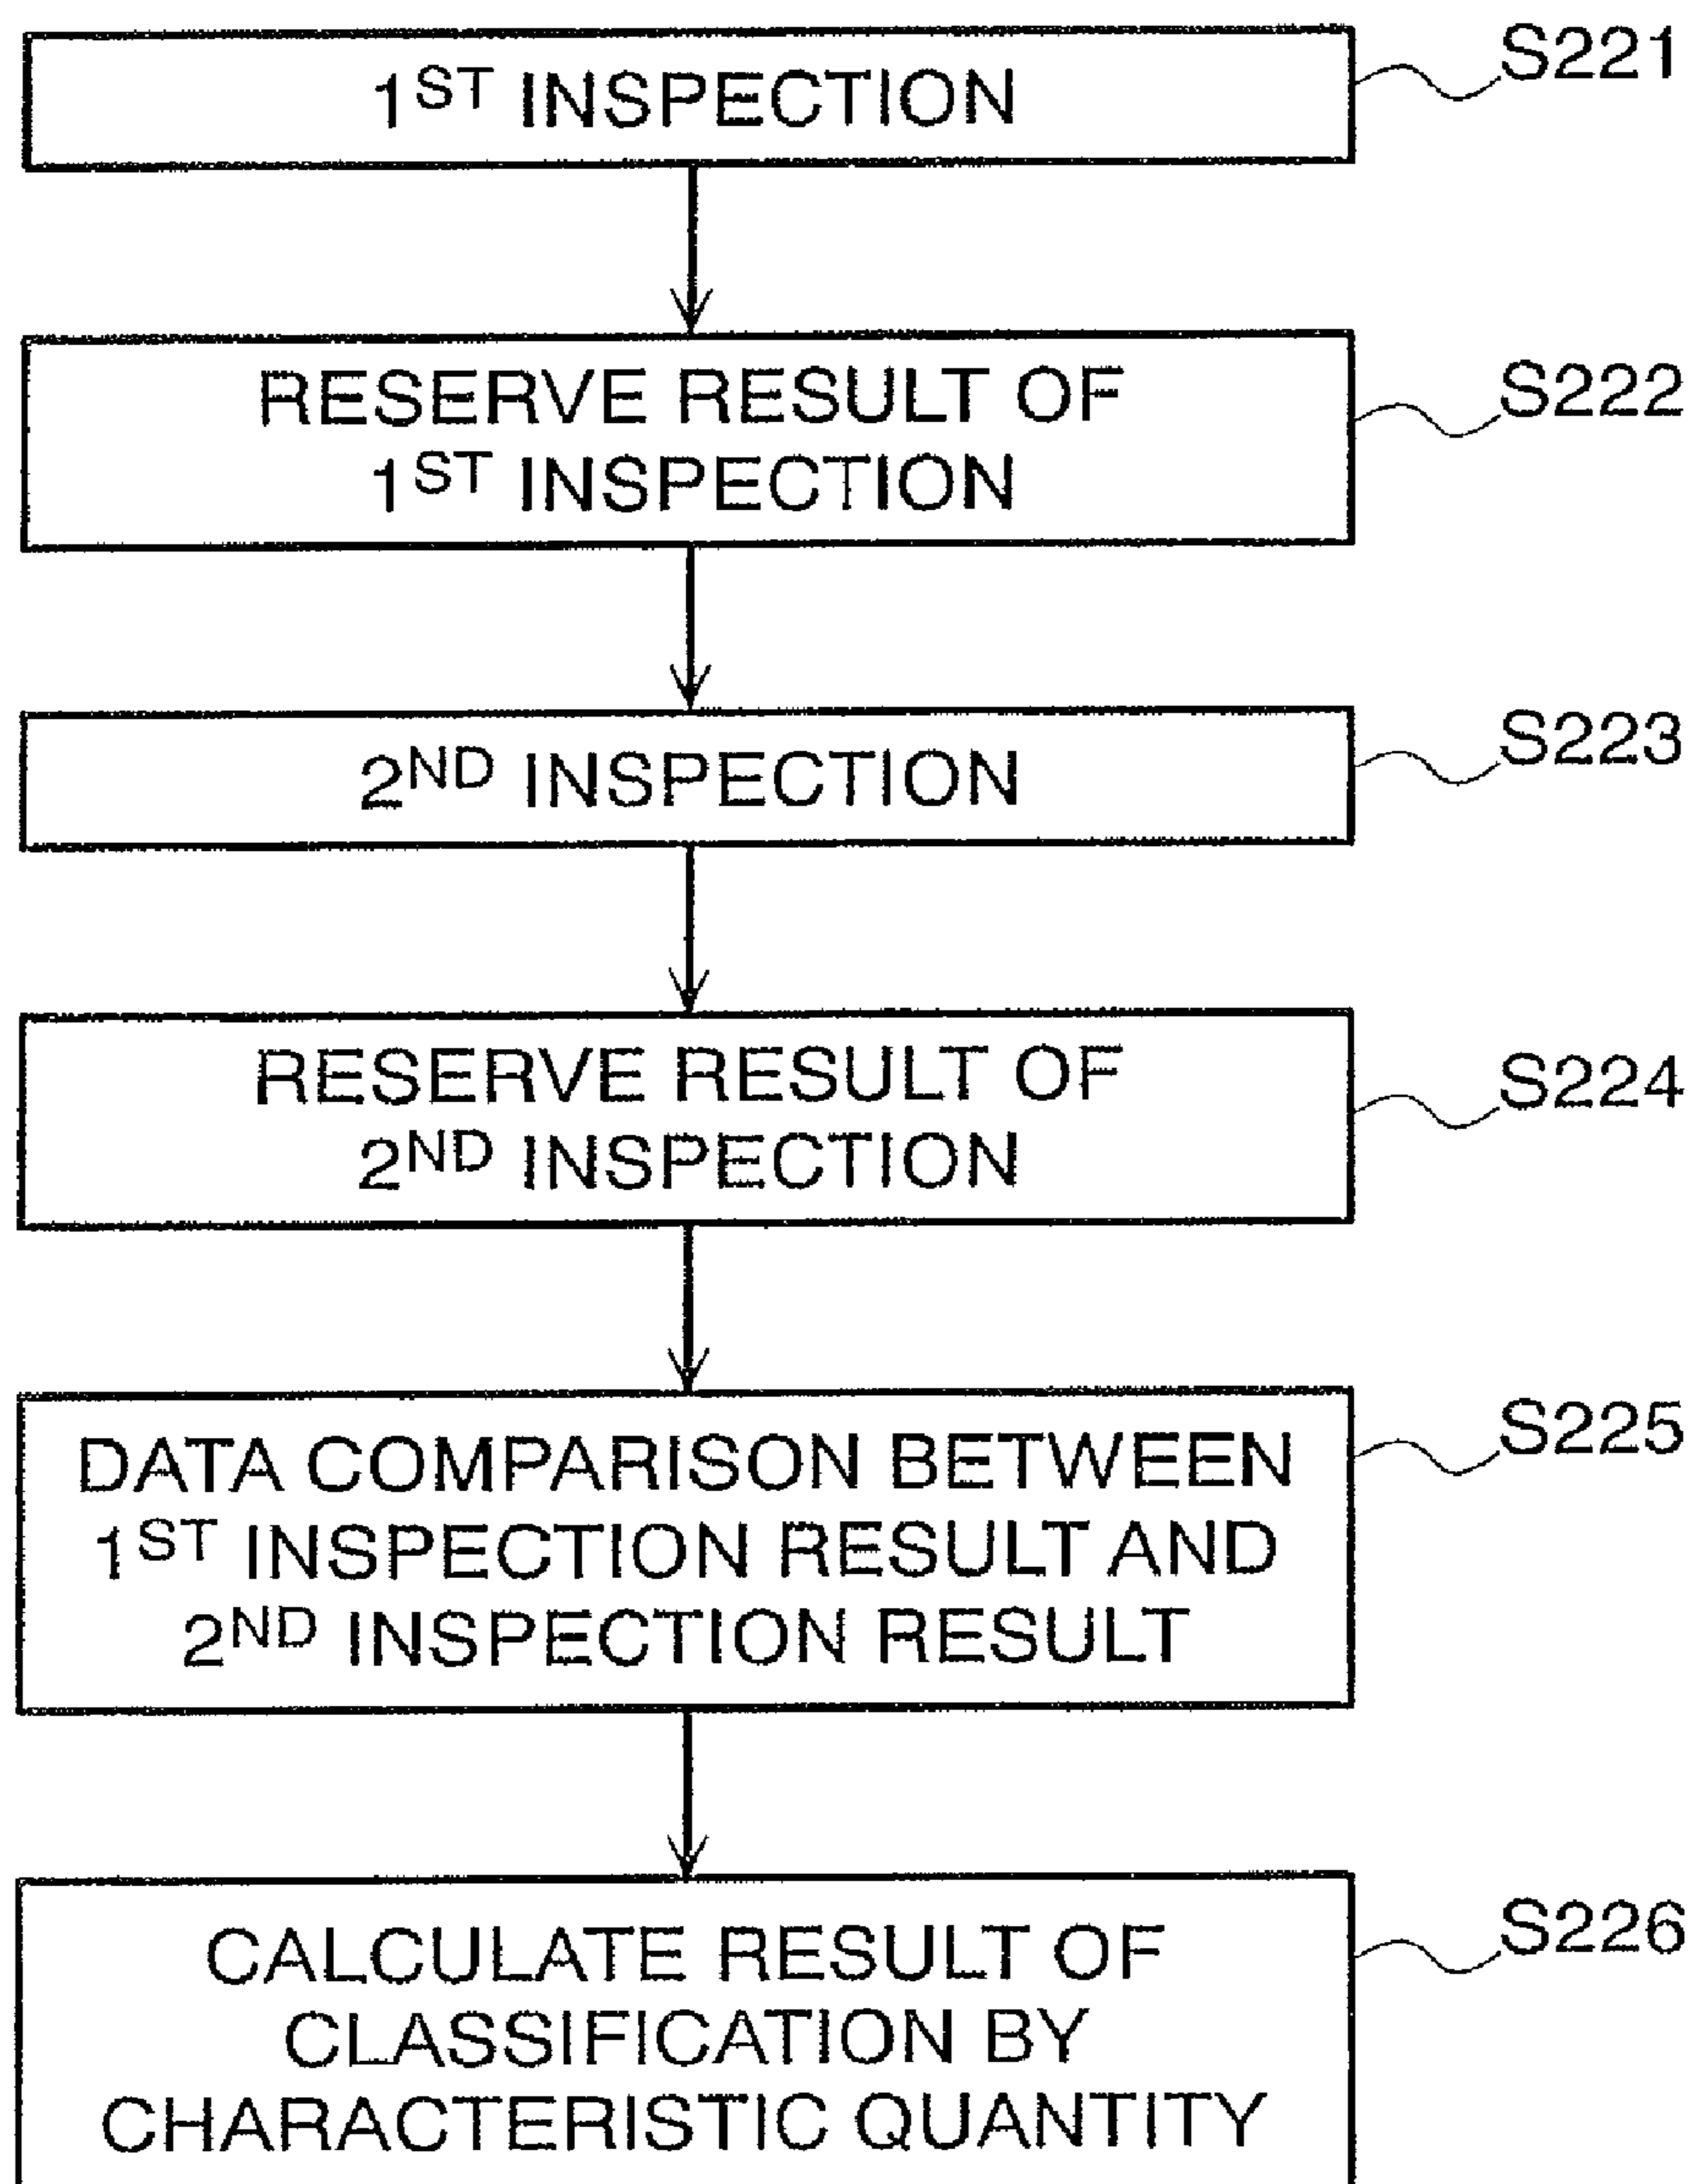 1ST INSPECTION
S221
RESERVE RESULT OF
1ST INSPECTION
S222
2ND INSPECTION
S223
RESERVE RESULT OF
2ND INSPECTION
S224
DATA COMPARISON BETWEEN
1ST INSPECTION RESULT AND
2ND INSPECTION RESULT
S225
CALCULATE RESULT OF
CLASSIFICATION BY
CHARACTERISTIC QUANTITY
S226